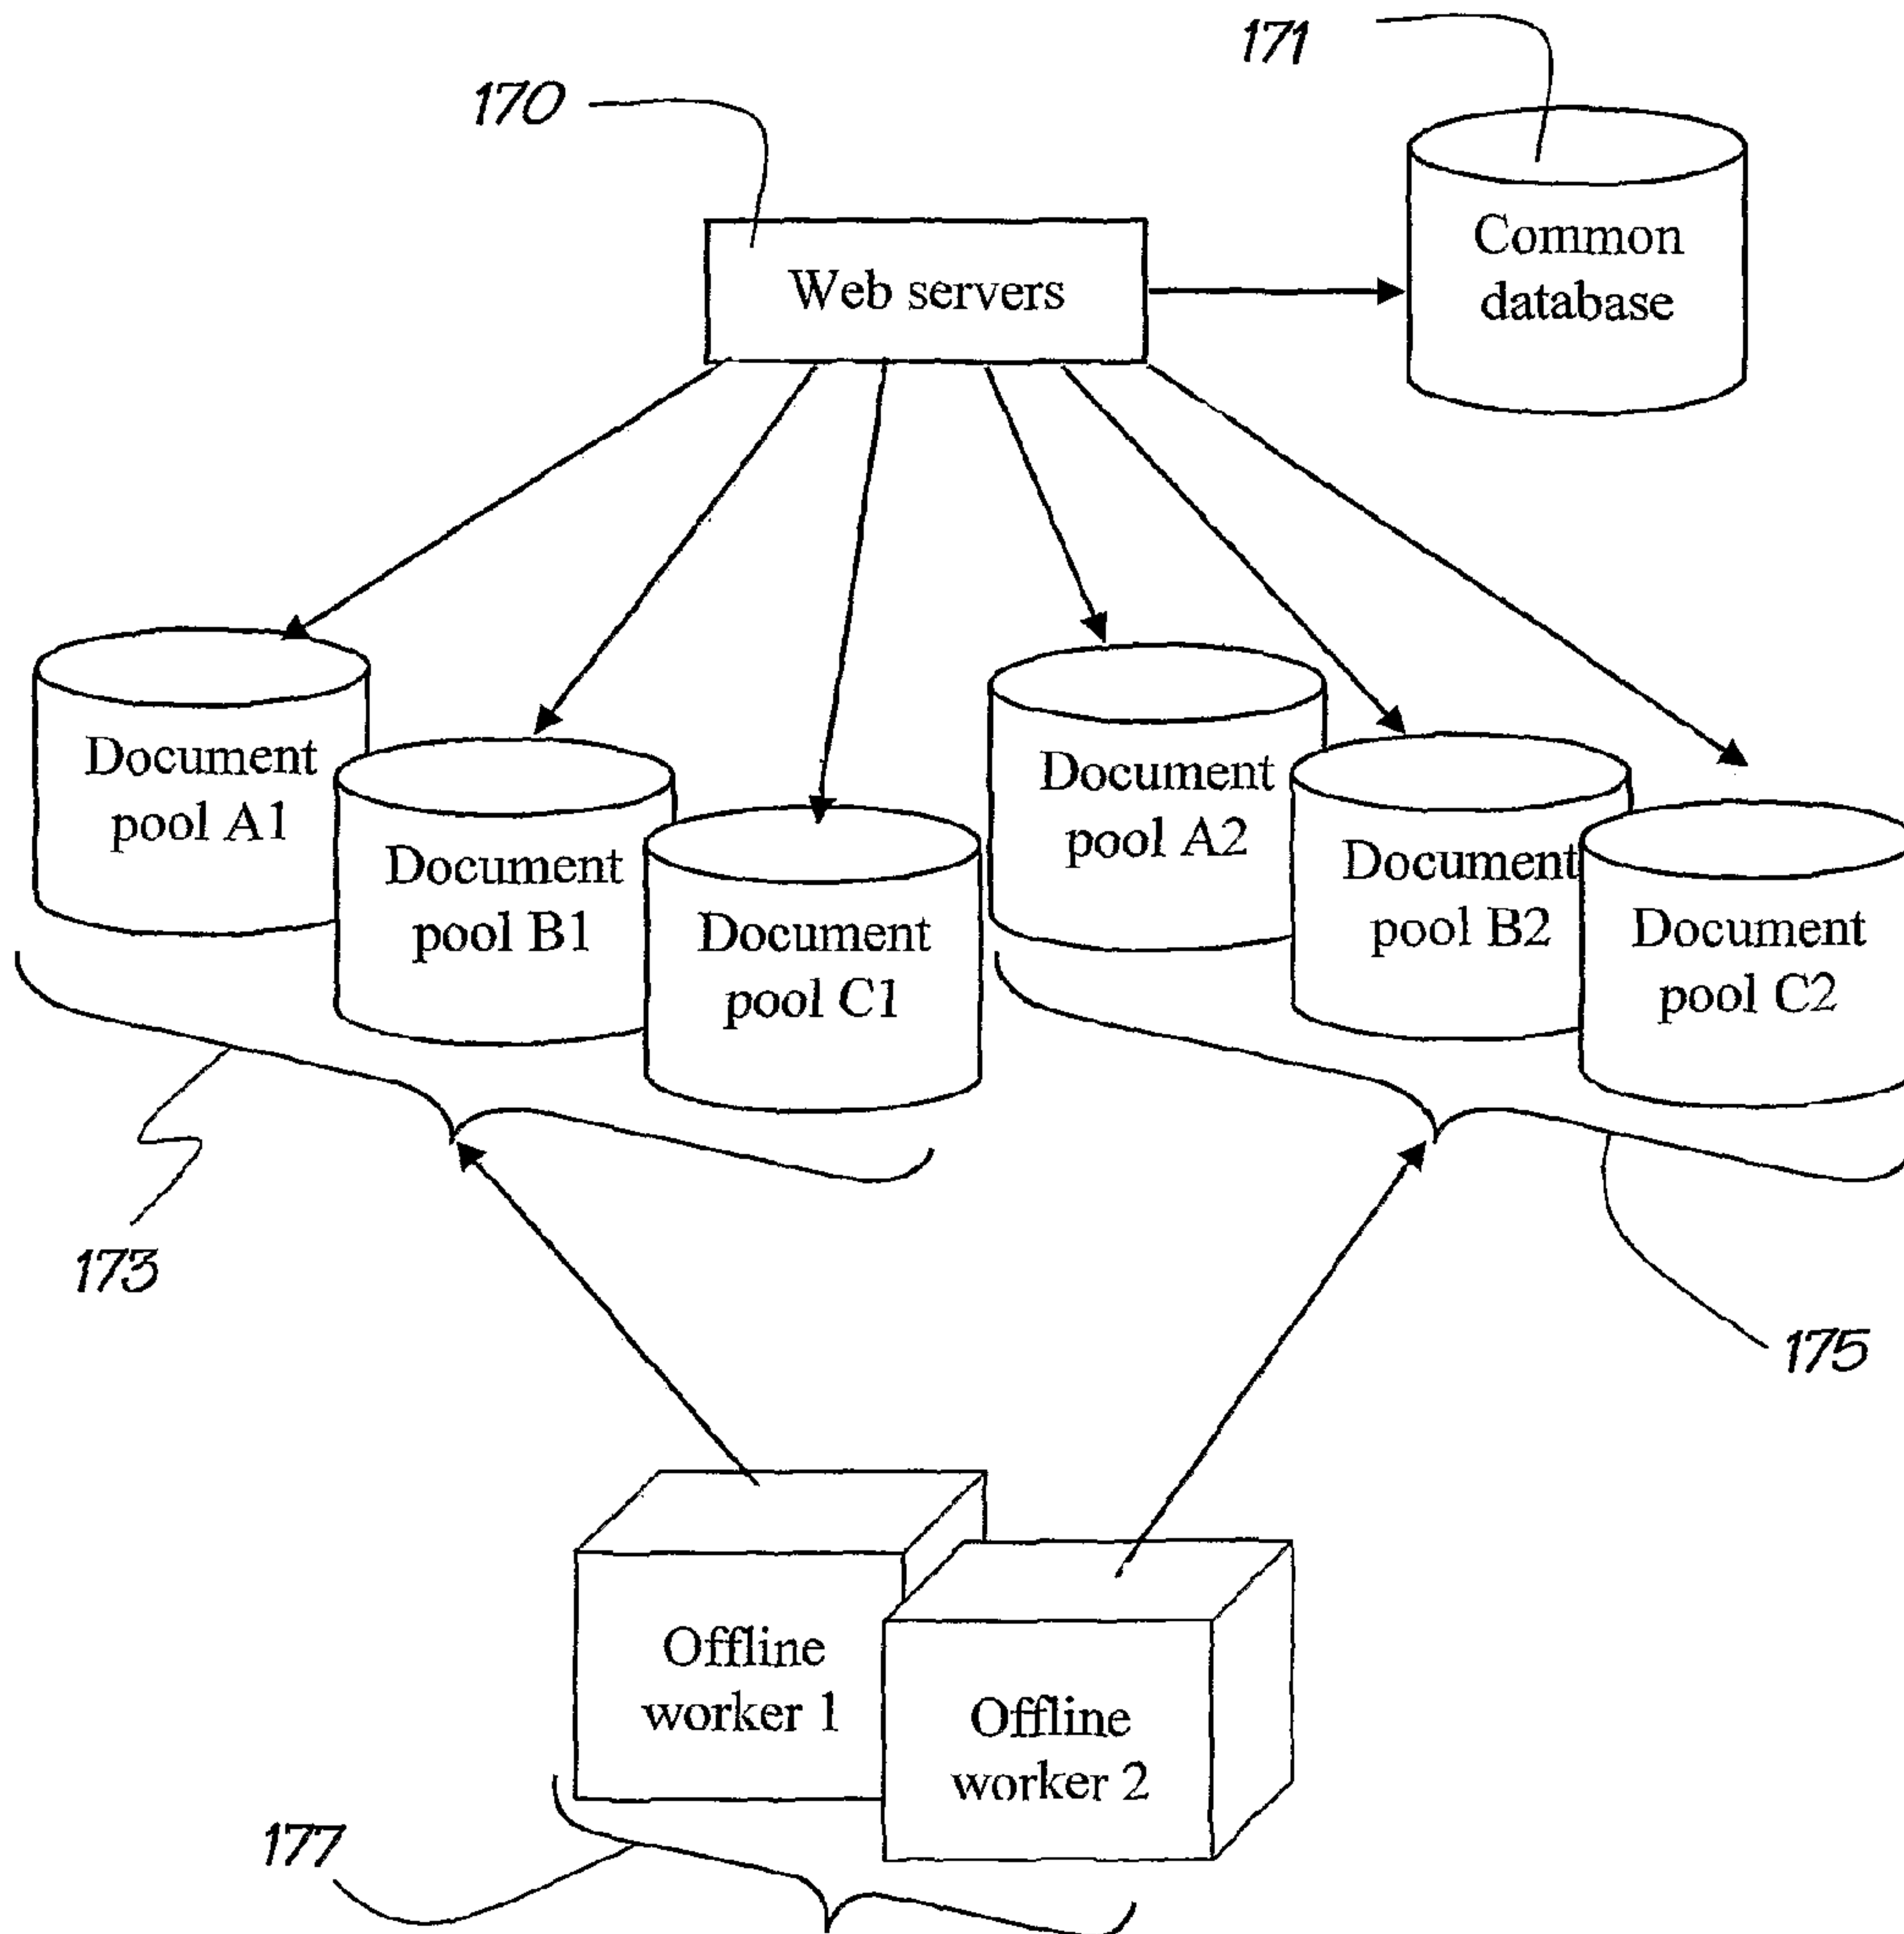 171
170
Common
database
Web servers
Document
pool A1
Document
pool B1
Document
pool C1
Document
pool A2
Document
pool B2
Document
pool C2
173
175
Offline
worker 1
Offline
worker 2
177